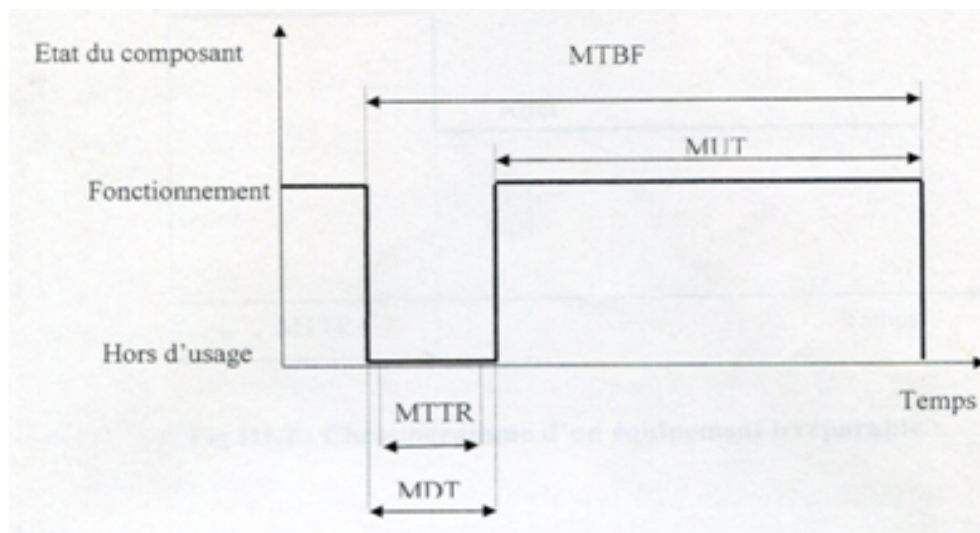 Etat du composant
MTBF
MUT
Fonctionnement
Hors d'usage
Temps
MTTR
MDT